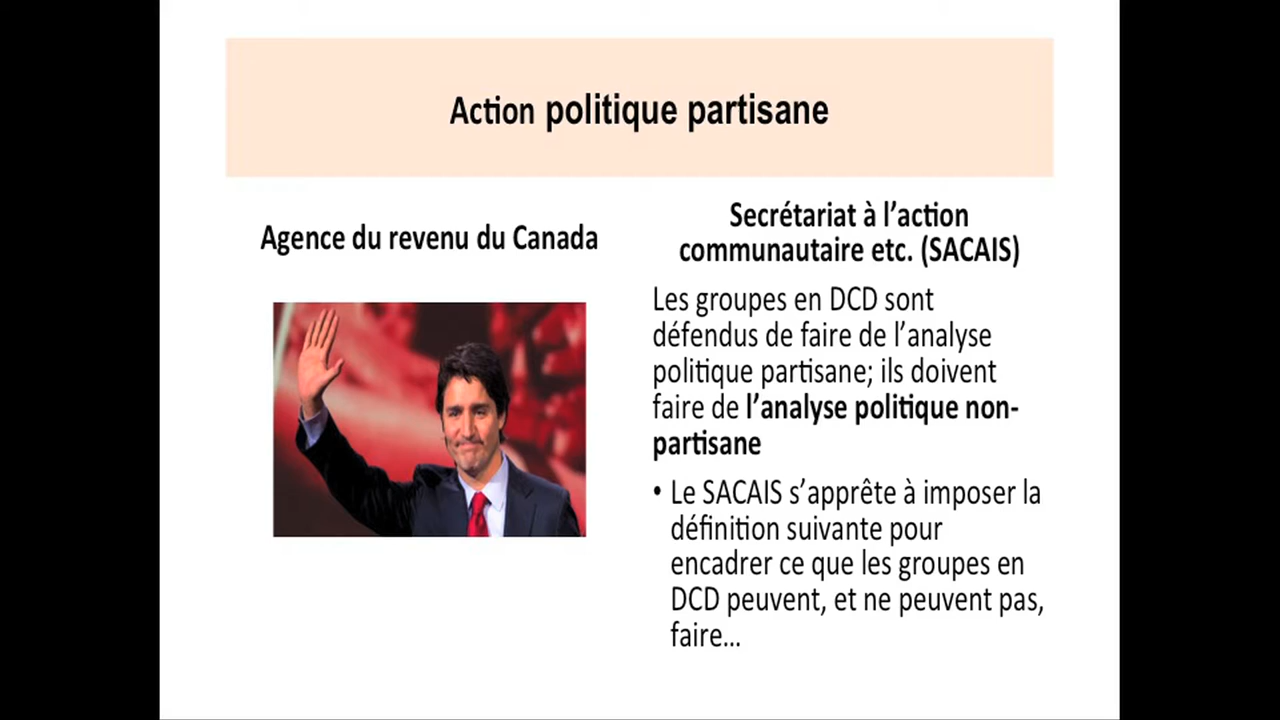 Action politique partisane
Agence du revenu du Canada
Secrétariat à l’action
communautaire etc. (SACAIS)
Les groupes en DCD sont
défendus de faire de l’analyse
politique partisane; ils doivent
faire de l’analyse politique non-
partisane
• Le SACAIS s’apprête à imposer la
définition suivante pour
encadrer ce que les groupes en
DCD peuvent, et ne peuvent pas,
faire...